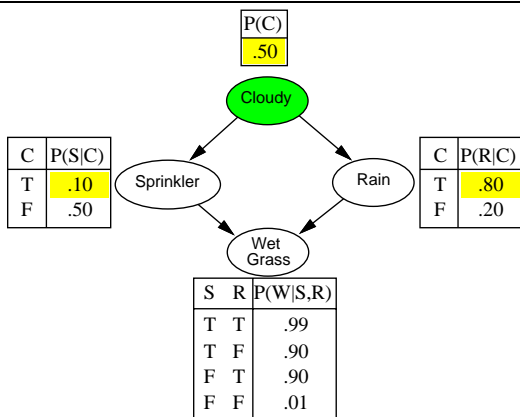 P(C)
.50
Cloudy
C P(S|C)
T .10
F .50
Sprinkler
Rain
C P(R|C)
T .80
F .20
Wet
Grass
S R P(W|S,R)
T T .99
T F .90
F T .90
F F .01